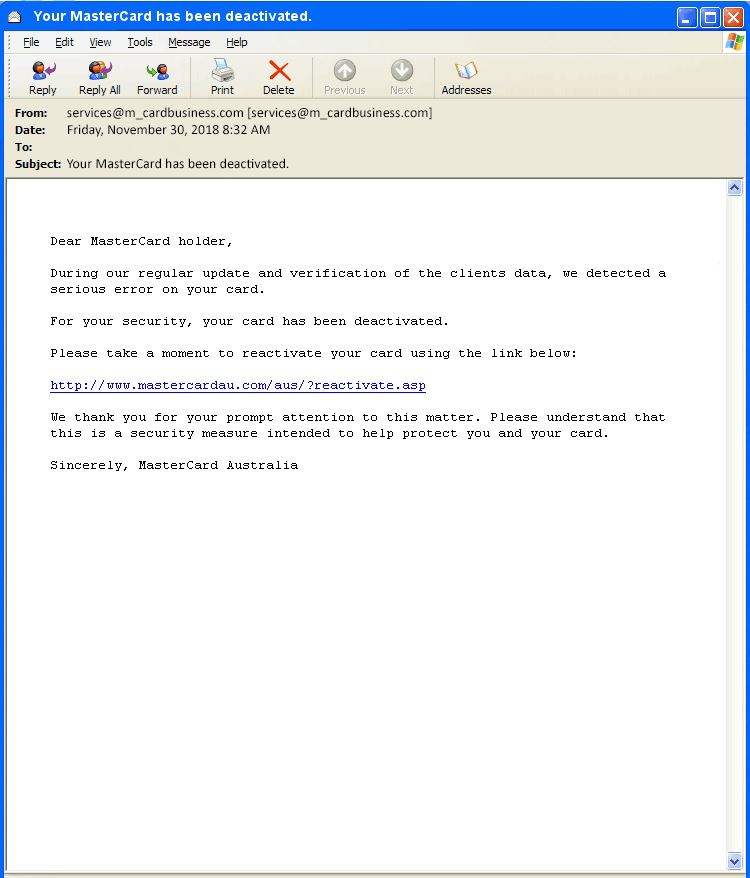 Your MasterCard has been deactivated.
File Edit View Tools Message Help
Reply Reply All Forward Print Delete Previous Next Addresses
From: services@m_cardbusiness.com [services@m_cardbusiness.com]
Date: Friday, November 30, 2018 8:32 AM
To:
Subject: Your MasterCard has been deactivated.
Dear MasterCard holder,
During our regular update and verification of the clients data, we detected a
serious error on your card.
For your security, your card has been deactivated.
Please take a moment to reactivate your card using the link below:
http://www.mastercardau.com/aus/?reactivate.asp
We thank you for your prompt attention to this matter. Please understand that
this is a security measure intended to help protect you and your card.
Sincerely, MasterCard Australia